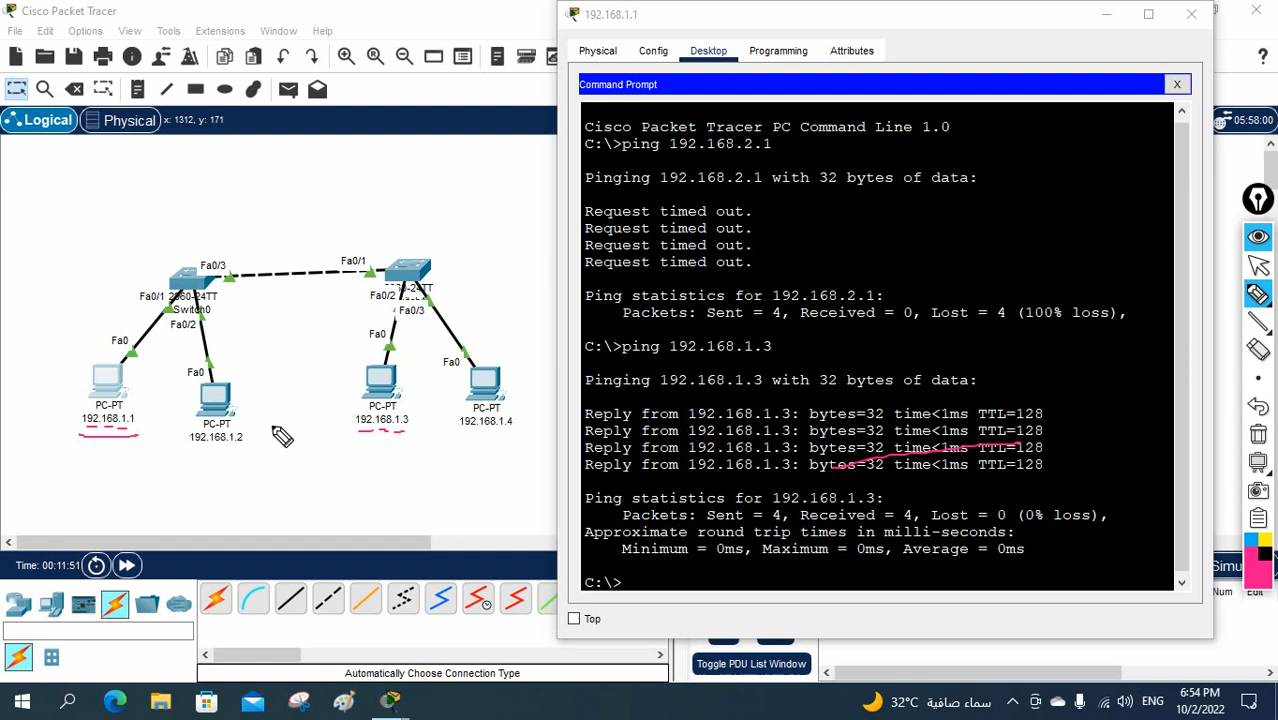 Cisco Packet Tracer
File Edit Options View Tools Extensions Window Help
Logical Physical x: 1312, y: 171
05:58:00
Fa0/3 Fa0/1
Fa0/1 2960-24TT
Switch0
Fa0/2
Fa0
Fa0
-24TT
Fa0/2
Fa0/3
Fa0
Fa0
PC-PT
192.168.1.1
PC-PT
192.168.1.2
PC-PT
192.168.1.3
PC-PT
192.168.1.4
Time: 00:11:51
Automatically Choose Connection Type
192.168.1.1
Physical Config Desktop Programming Attributes
Command Prompt X
Cisco Packet Tracer PC Command Line 1.0
C:\>ping 192.168.2.1
Pinging 192.168.2.1 with 32 bytes of data:
Request timed out.
Request timed out.
Request timed out.
Request timed out.
Ping statistics for 192.168.2.1:
Packets: Sent = 4, Received = 0, Lost = 4 (100% loss),
C:\>ping 192.168.1.3
Pinging 192.168.1.3 with 32 bytes of data:
Reply from 192.168.1.3: bytes=32 time<1ms TTL=128
Reply from 192.168.1.3: bytes=32 time<1ms TTL=128
Reply from 192.168.1.3: bytes=32 time<1ms TTL=128
Reply from 192.168.1.3: bytes=32 time<1ms TTL=128
Ping statistics for 192.168.1.3:
Packets: Sent = 4, Received = 4, Lost = 0 (0% loss),
Approximate round trip times in milli-seconds:
Minimum = 0ms, Maximum = 0ms, Average = 0ms
C:\>
Top
Simu
Num Edit
Toggle PDU List Window
32°C سماء صافية
ENG
6:54 PM
10/2/2022